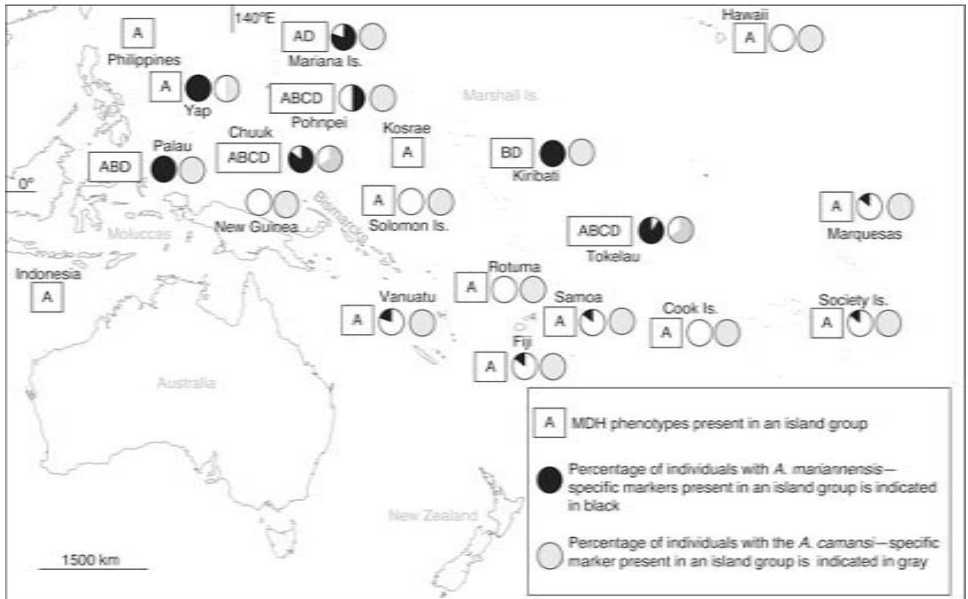 140°E
Hawaii
A
A
AD
Philippines
Mariana Is.
A
Yap
ABCD
Pohnpei
Marshall Is.
Chuuk
Kosrae
Palau
ABD
ABCD
A
BD
Kiribati
0°
New Guinea
Bismarcks
A
Solomon Is.
Moluccas
ABCD
Tokelau
A
Marquesas
Indonesia
A
Rotuma
A
Vanuatu
A
Samoa
A
Cook Is.
A
Society Is.
A
Fiji
A
Australia
New Zealand
1500 km
A MDH phenotypes present in an island group
Percentage of individuals with A. mariannensis—
specific markers present in an island group is indicated
in black
Percentage of individuals with the A. camansi—specific
marker present in an island group is indicated in gray